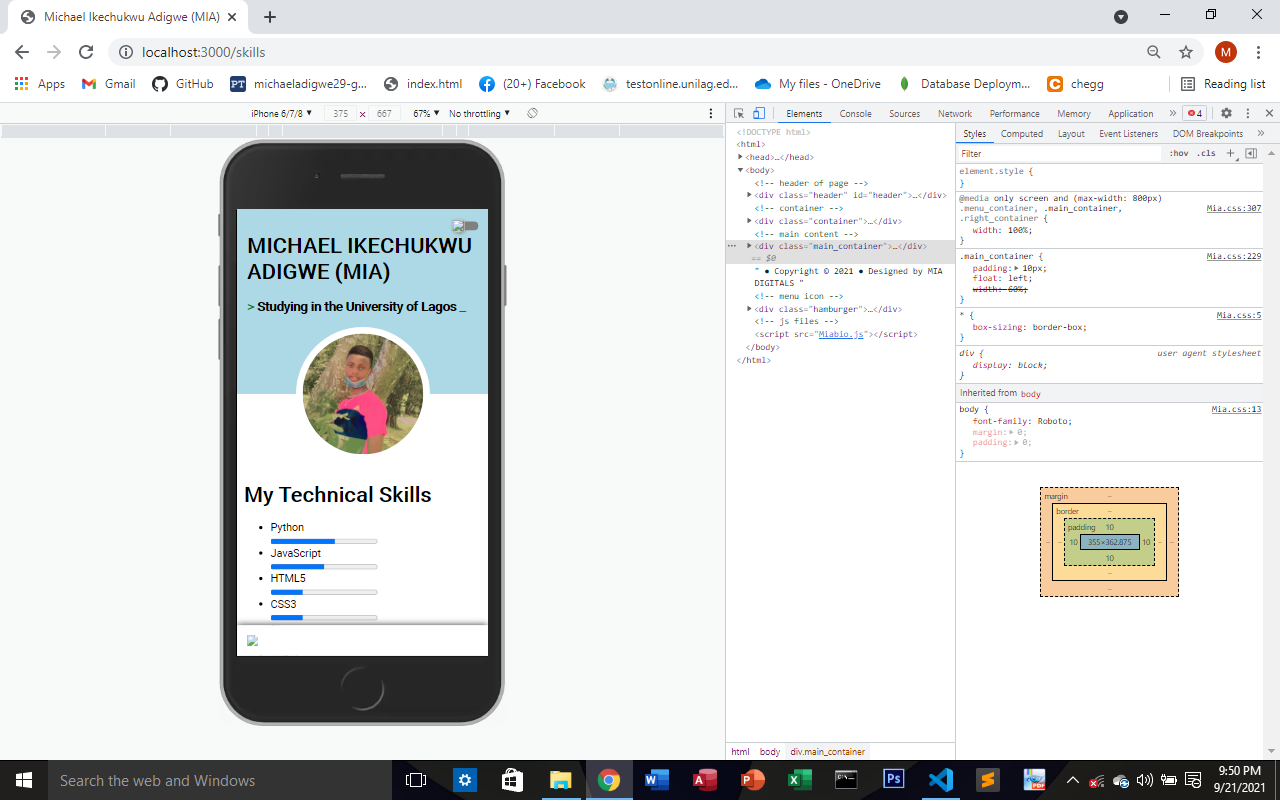 Michael Ikechukwu Adigwe (MIA)
localhost:3000/skills
M
Apps Gmail GitHub PT michaeladigwe29-g... index.html (20+) Facebook testonline.unilag.ed... My files - OneDrive Database Deploym... chegg Reading list
iPhone 6/7/8 ▼ 375 x 667 67% ▼ No throttling ▼
Elements Console Sources Network Performance Memory Application » 4
<!DOCTYPE html>
<html>
<head>…</head>
<body>
<!-- header of page -->
<div class="header" id="header">…</div>
<!-- container -->
<div class="container">…</div>
<!-- main content -->
<div class="main_container">…</div>
== $0
" ● Copyright © 2021 ● Designed by MIA
DIGITALS "
<!-- menu icon -->
<div class="hamburger">…</div>
<!-- js files -->
<script src="Miabio.js"></script>
</body>
</html>
html body div.main_container
Styles Computed Layout Event Listeners DOM Breakpoints »
Filter :hov .cls +
element.style {
}
@media only screen and (max-width: 800px)
.menu_container, .main_container, Mia.css:307
.right_container {
width: 100%;
}
.main_container { Mia.css:229
padding: 10px;
float: left;
width: 60%;
}
* { Mia.css:5
box-sizing: border-box;
}
div { user agent stylesheet
display: block;
}
Inherited from body
body { Mia.css:13
font-family: Roboto;
margin: 0;
padding: 0;
}
margin –
border –
padding 10
– – 10 355×362.875 10 – –
10
–
–
MICHAEL IKECHUKWU
ADIGWE (MIA)
> Studying in the University of Lagos _
My Technical Skills
• Python
• JavaScript
• HTML5
• CSS3
Search the web and Windows
9:50 PM
9/21/2021